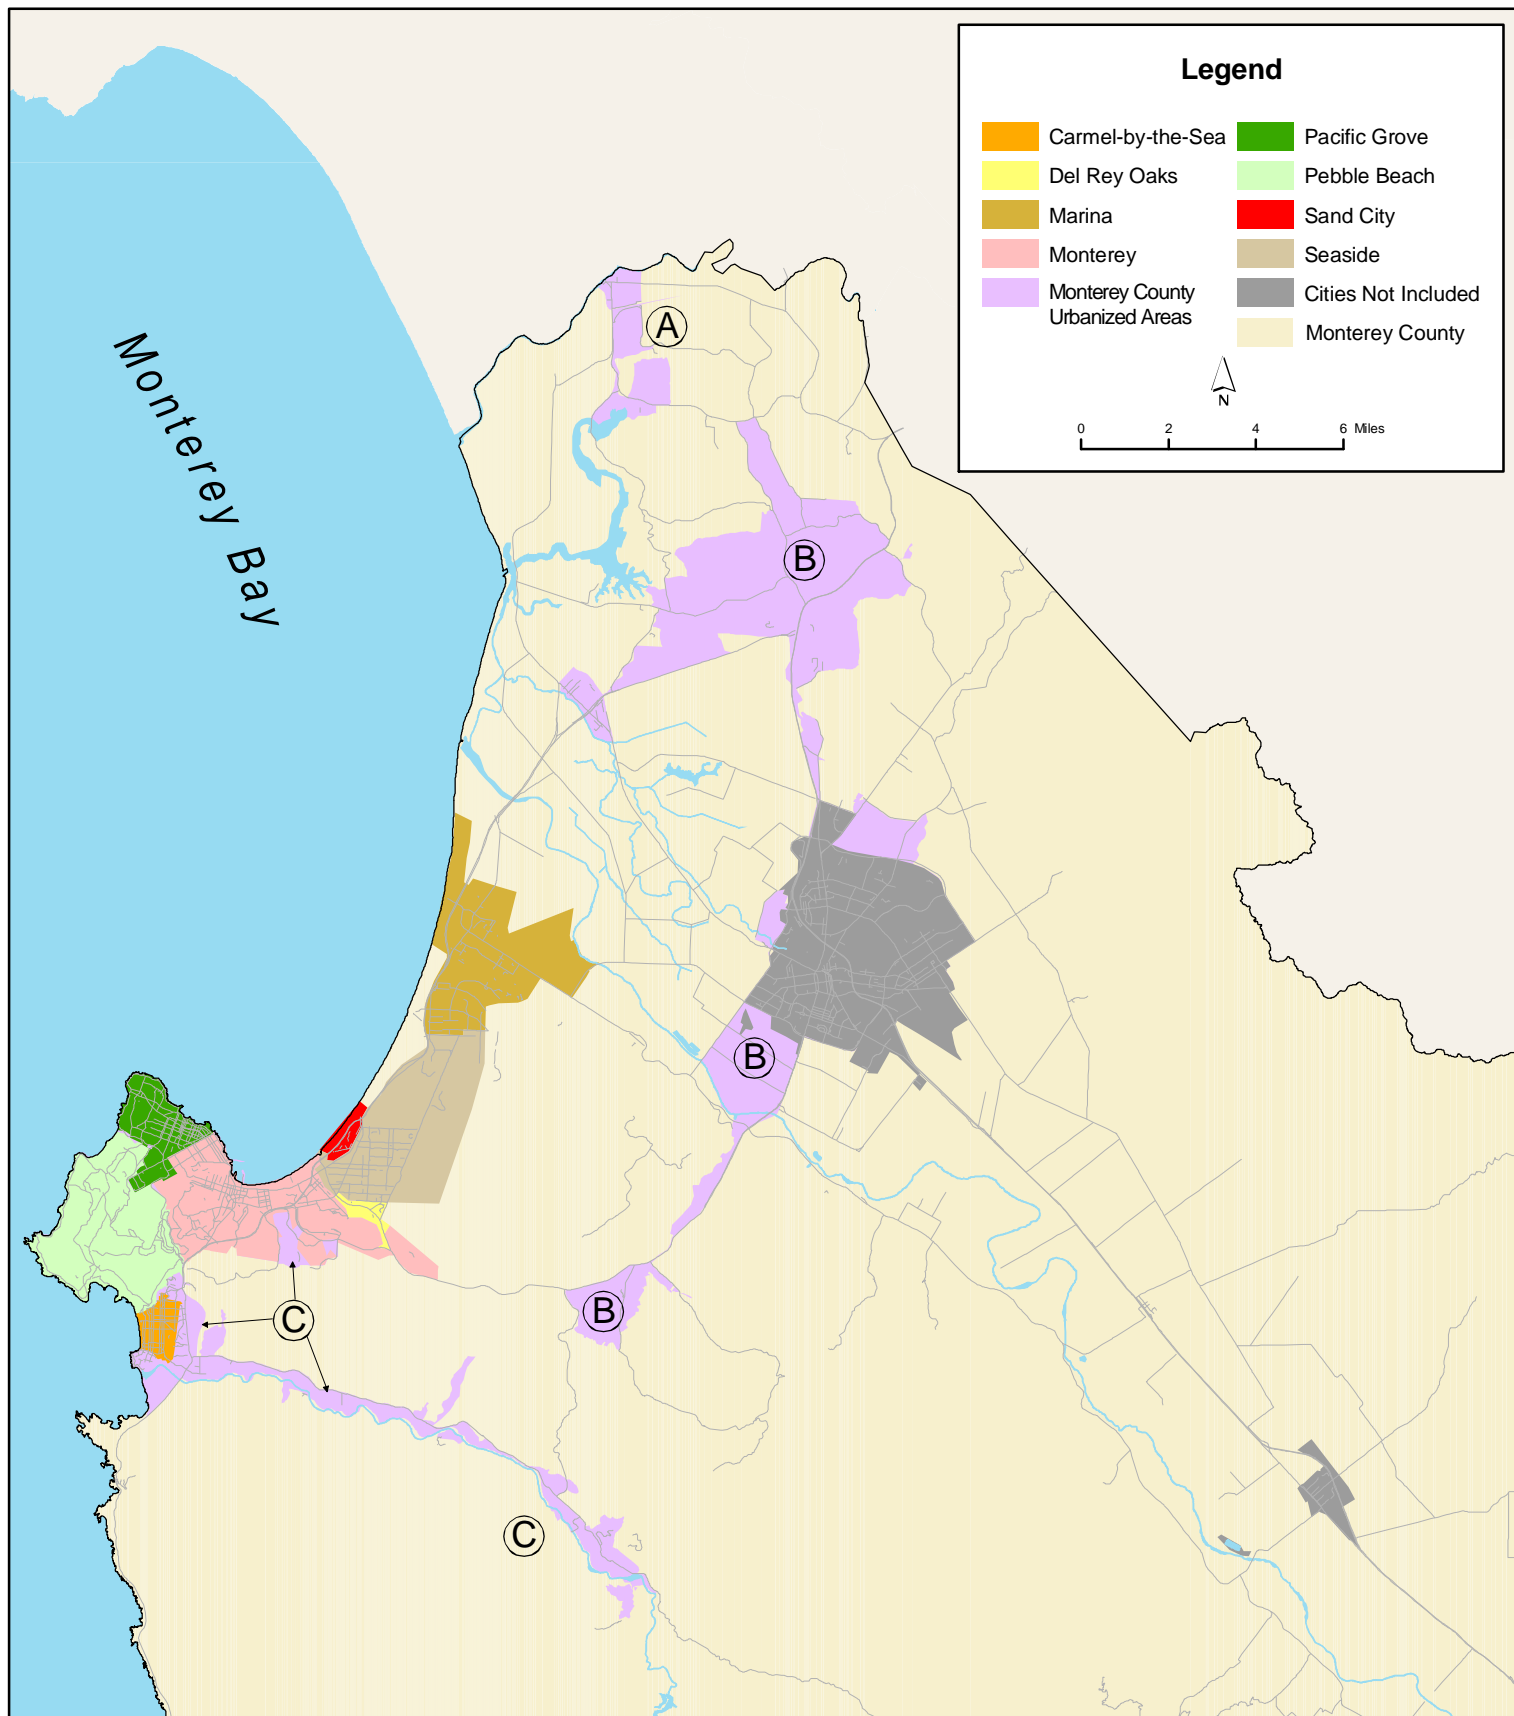 Legend
Carmel-by-the-Sea
Del Rey Oaks
Marina
Monterey
Monterey County
Urbanized Areas
Pacific Grove
Pebble Beach
Sand City
Seaside
Cities Not Included
Monterey County
N
0 2 4 6 Miles
Monterey Bay
A
B
B
B
C
C